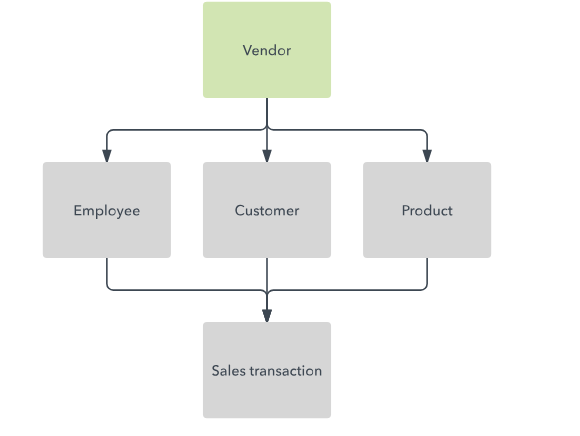 Vendor
Employee
Customer
Product
Sales transaction